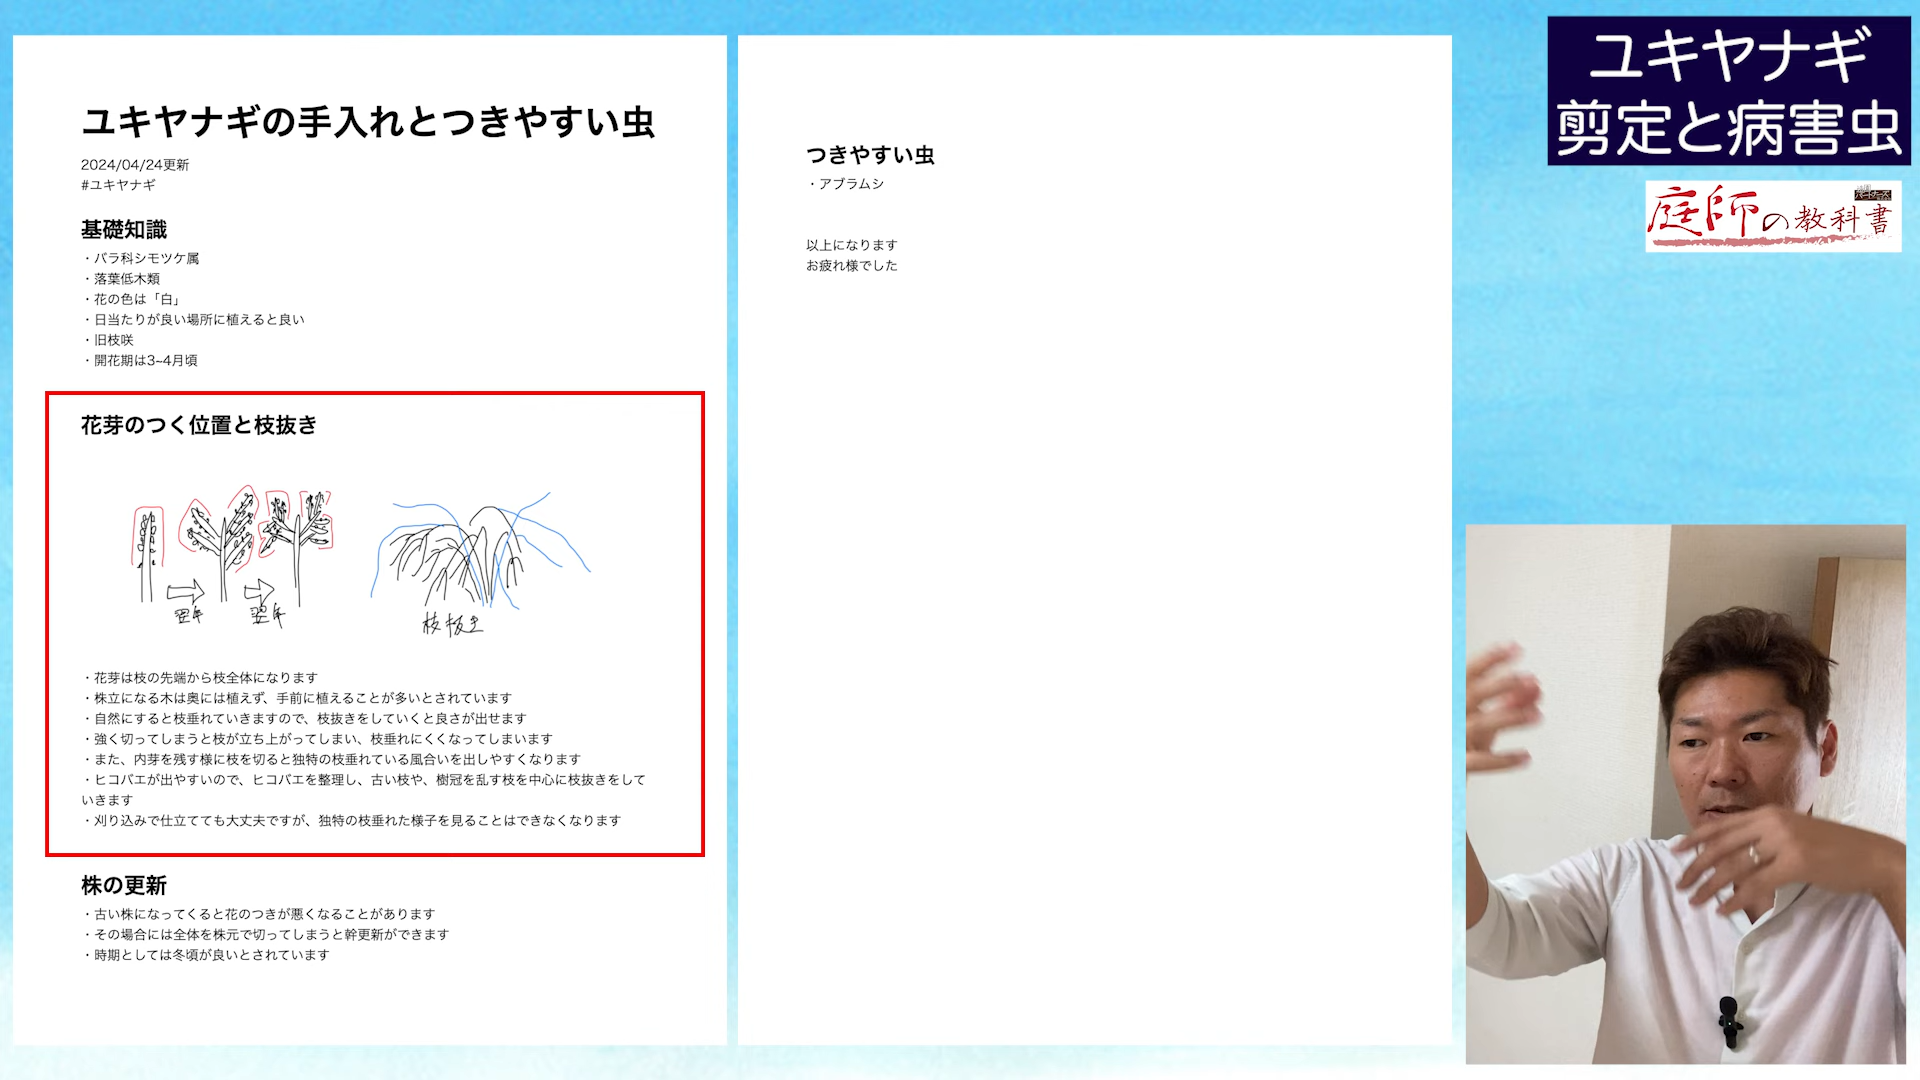 ユキヤナギの手入れとつきやすい虫
2024/04/24更新
#ユキヤナギ
基礎知識
・バラ科シモツケ属
・落葉低木類
・花の色は「白」
・日当たりが良い場所に植えると良い
・旧枝咲
・開花期は3~4月頃
花芽のつく位置と枝抜き
翌年
翌年
枝抜き
・花芽は枝の先端から枝全体になります
・株立になる木は奥には植えず、手前に植えることが多いとされています
・自然にすると枝垂れていきますので、枝抜きをしていくと良さが出せます
・強く切ってしまうと枝が立ち上がってしまい、枝垂れにくくなってしまいます
・また、内芽を残す様に枝を切ると独特の枝垂れている風合いを出しやすくなります
・ヒコバエが出やすいので、ヒコバエを整理し、古い枝や、樹冠を乱す枝を中心に枝抜きをして
いきます
・刈り込みで仕立てても大丈夫ですが、独特の枝垂れた様子を見ることはできなくなります
株の更新
・古い株になってくると花のつきが悪くなることがあります
・その場合には全体を株元で切ってしまうと幹更新ができます
・時期としては冬頃が良いとされています
つきやすい虫
・アブラムシ
以上になります
お疲れ様でした
ユキヤナギ
剪定と病害虫
庭師の教科書